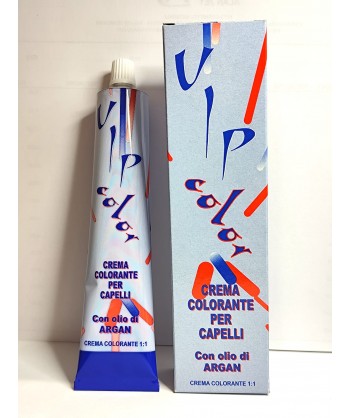 VIP
color
CREMA
COLORANTE
PER
CAPELLI
Con olio di
ARGAN
CREMA COLORANTE 1:1
VIP
color
CREMA
COLORANTE
PER
CAPELLI
Con olio di
ARGAN
CREMA COLORANTE 1:1